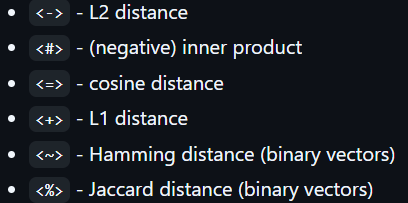 <-> - L2 distance
<#> - (negative) inner product
<=> - cosine distance
<+> - L1 distance
<~> - Hamming distance (binary vectors)
<%> - Jaccard distance (binary vectors)